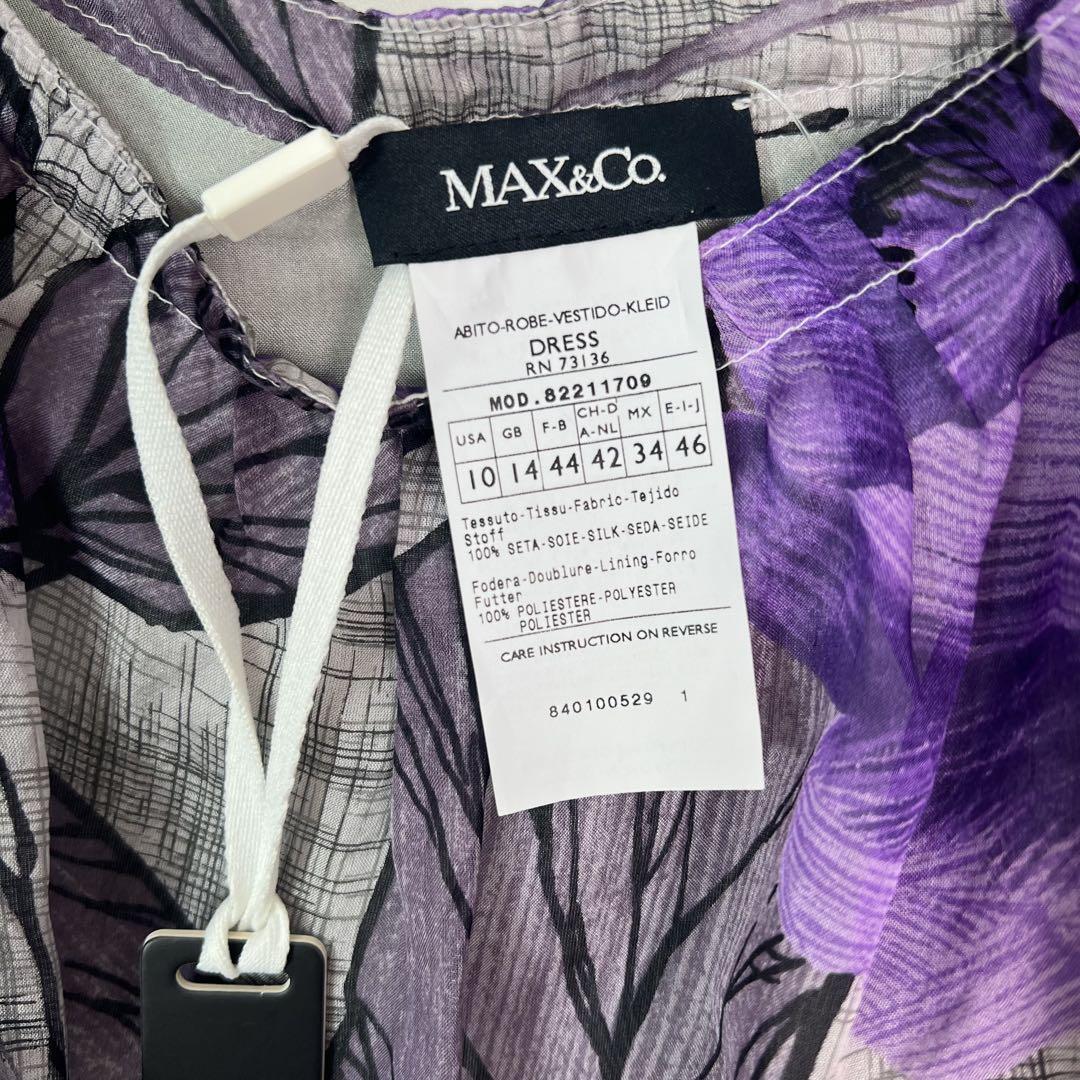 MAX&Co.
ABITO-ROBE-VESTIDO-KLEID
DRESS
RN 73136
MOD.82211709
USA GB F-B CH-D A-NL MX E-I-J
10 14 44 42 34 46
Tessuto-Tissu-Fabric-Tejido
Stoff
100% SETA-SOIE-SILK-SEDA-SEIDE
Fodera-Doublure-Lining-Forro
Futter
100% POLIESTERE-POLYESTER
POLIESTER
CARE INSTRUCTION ON REVERSE
840100529 1